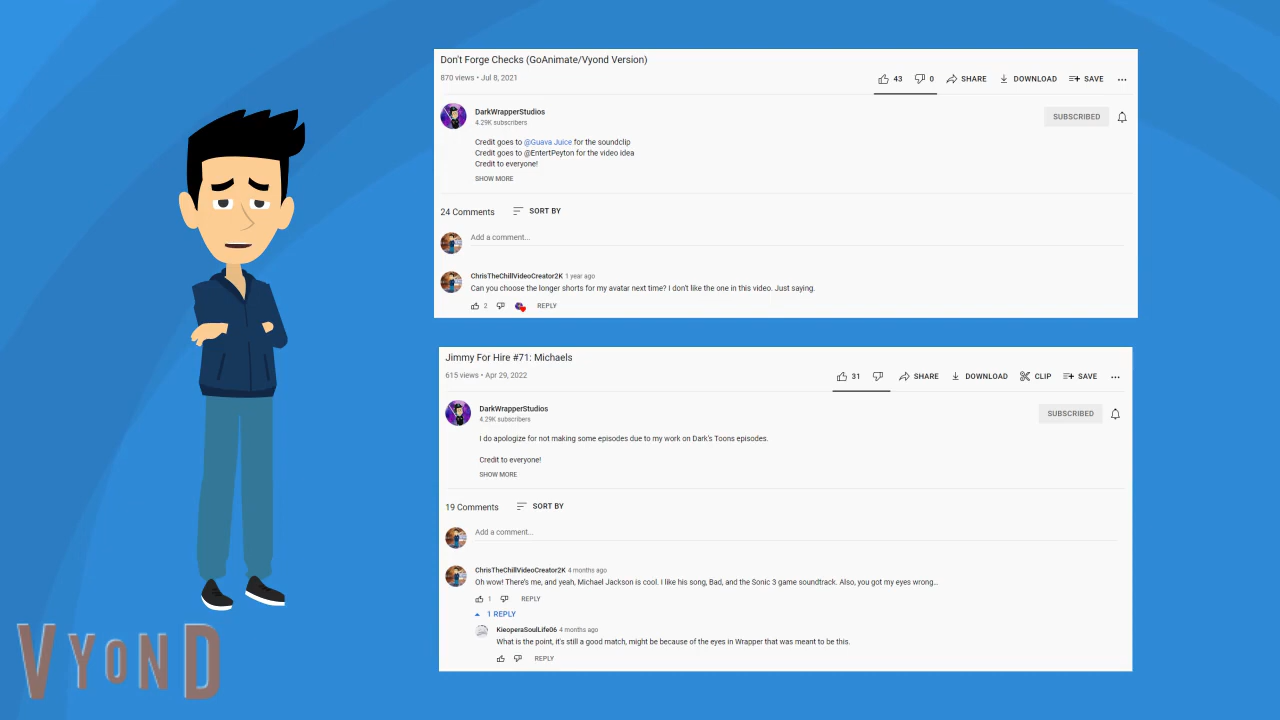 Don't Forge Checks (GoAnimate/Vyond Version)
870 views • Jul 8, 2021
43 0 SHARE DOWNLOAD SAVE ...
DarkWrapperStudios
4.29K subscribers
SUBSCRIBED
Credit goes to @Guava Juice for the soundclip
Credit goes to @EntertPeyton for the video idea
Credit to everyone!
SHOW MORE
24 Comments SORT BY
Add a comment...
ChrisTheChillVideoCreator2K 1 year ago
Can you choose the longer shorts for my avatar next time? I don't like the one in this video. Just saying.
2 REPLY
Jimmy For Hire #71: Michaels
615 views • Apr 29, 2022
31 SHARE DOWNLOAD CLIP SAVE ...
DarkWrapperStudios
4.29K subscribers
SUBSCRIBED
I do apologize for not making some episodes due to my work on Dark's Toons episodes.
Credit to everyone!
SHOW MORE
19 Comments SORT BY
Add a comment...
ChrisTheChillVideoCreator2K 4 months ago
Oh wow! There's me, and yeah, Michael Jackson is cool. I like his song, Bad, and the Sonic 3 game soundtrack. Also, you got my eyes wrong...
1 REPLY
1 REPLY
KieoperaSoulLife06 4 months ago
What is the point, it's still a good match, might be because of the eyes in Wrapper that was meant to be this.
REPLY
VYOND